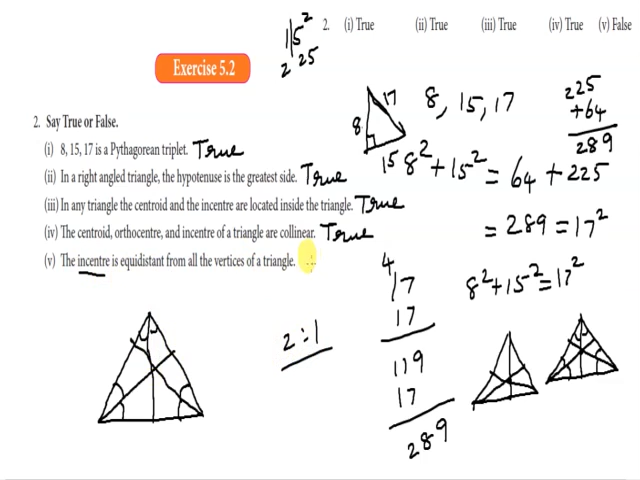 2. (i) True (ii) True (iii) True (iv) True (v) False
15²
225
Exercise 5.2
2. Say True or False.
(i) 8, 15, 17 is a Pythagorean triplet. True
(ii) In a right angled triangle, the hypotenuse is the greatest side. True
(iii) In any triangle the centroid and the incentre are located inside the triangle. True
(iv) The centroid, orthocentre, and incentre of a triangle are collinear. True
(v) The incentre is equidistant from all the vertices of a triangle.
8
17
15
8, 15, 17
225
+64
289
8² + 15² = 64 + 225
= 289 = 17²
8² + 15² = 17²
2:1
4
17
17
119
17
289